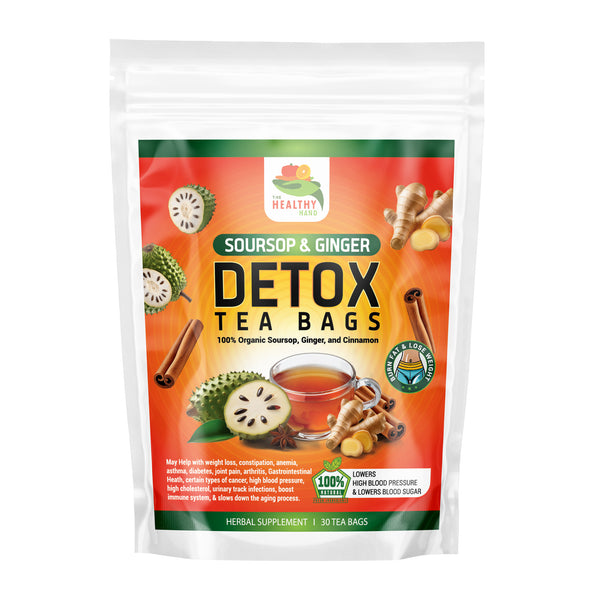 THE
HEALTHY
HAND
SOURSOP & GINGER
DETOX
TEA BAGS
100% Organic Soursop, Ginger, and Cinnamon
BURN FAT & LOSE WEIGHT
May Help with weight loss, constipation, anemia,
asthma, diabetes, joint pain, arthritis, Gastrointestinal
Heath, certain types of cancer, high blood pressure,
high cholesterol, urinary track infections, boost
immune system, & slows down the aging process.
100%
NATURAL
LOWERS
HIGH BLOOD PRESSURE
& LOWERS BLOOD SUGAR
HERBAL SUPPLEMENT | 30 TEA BAGS